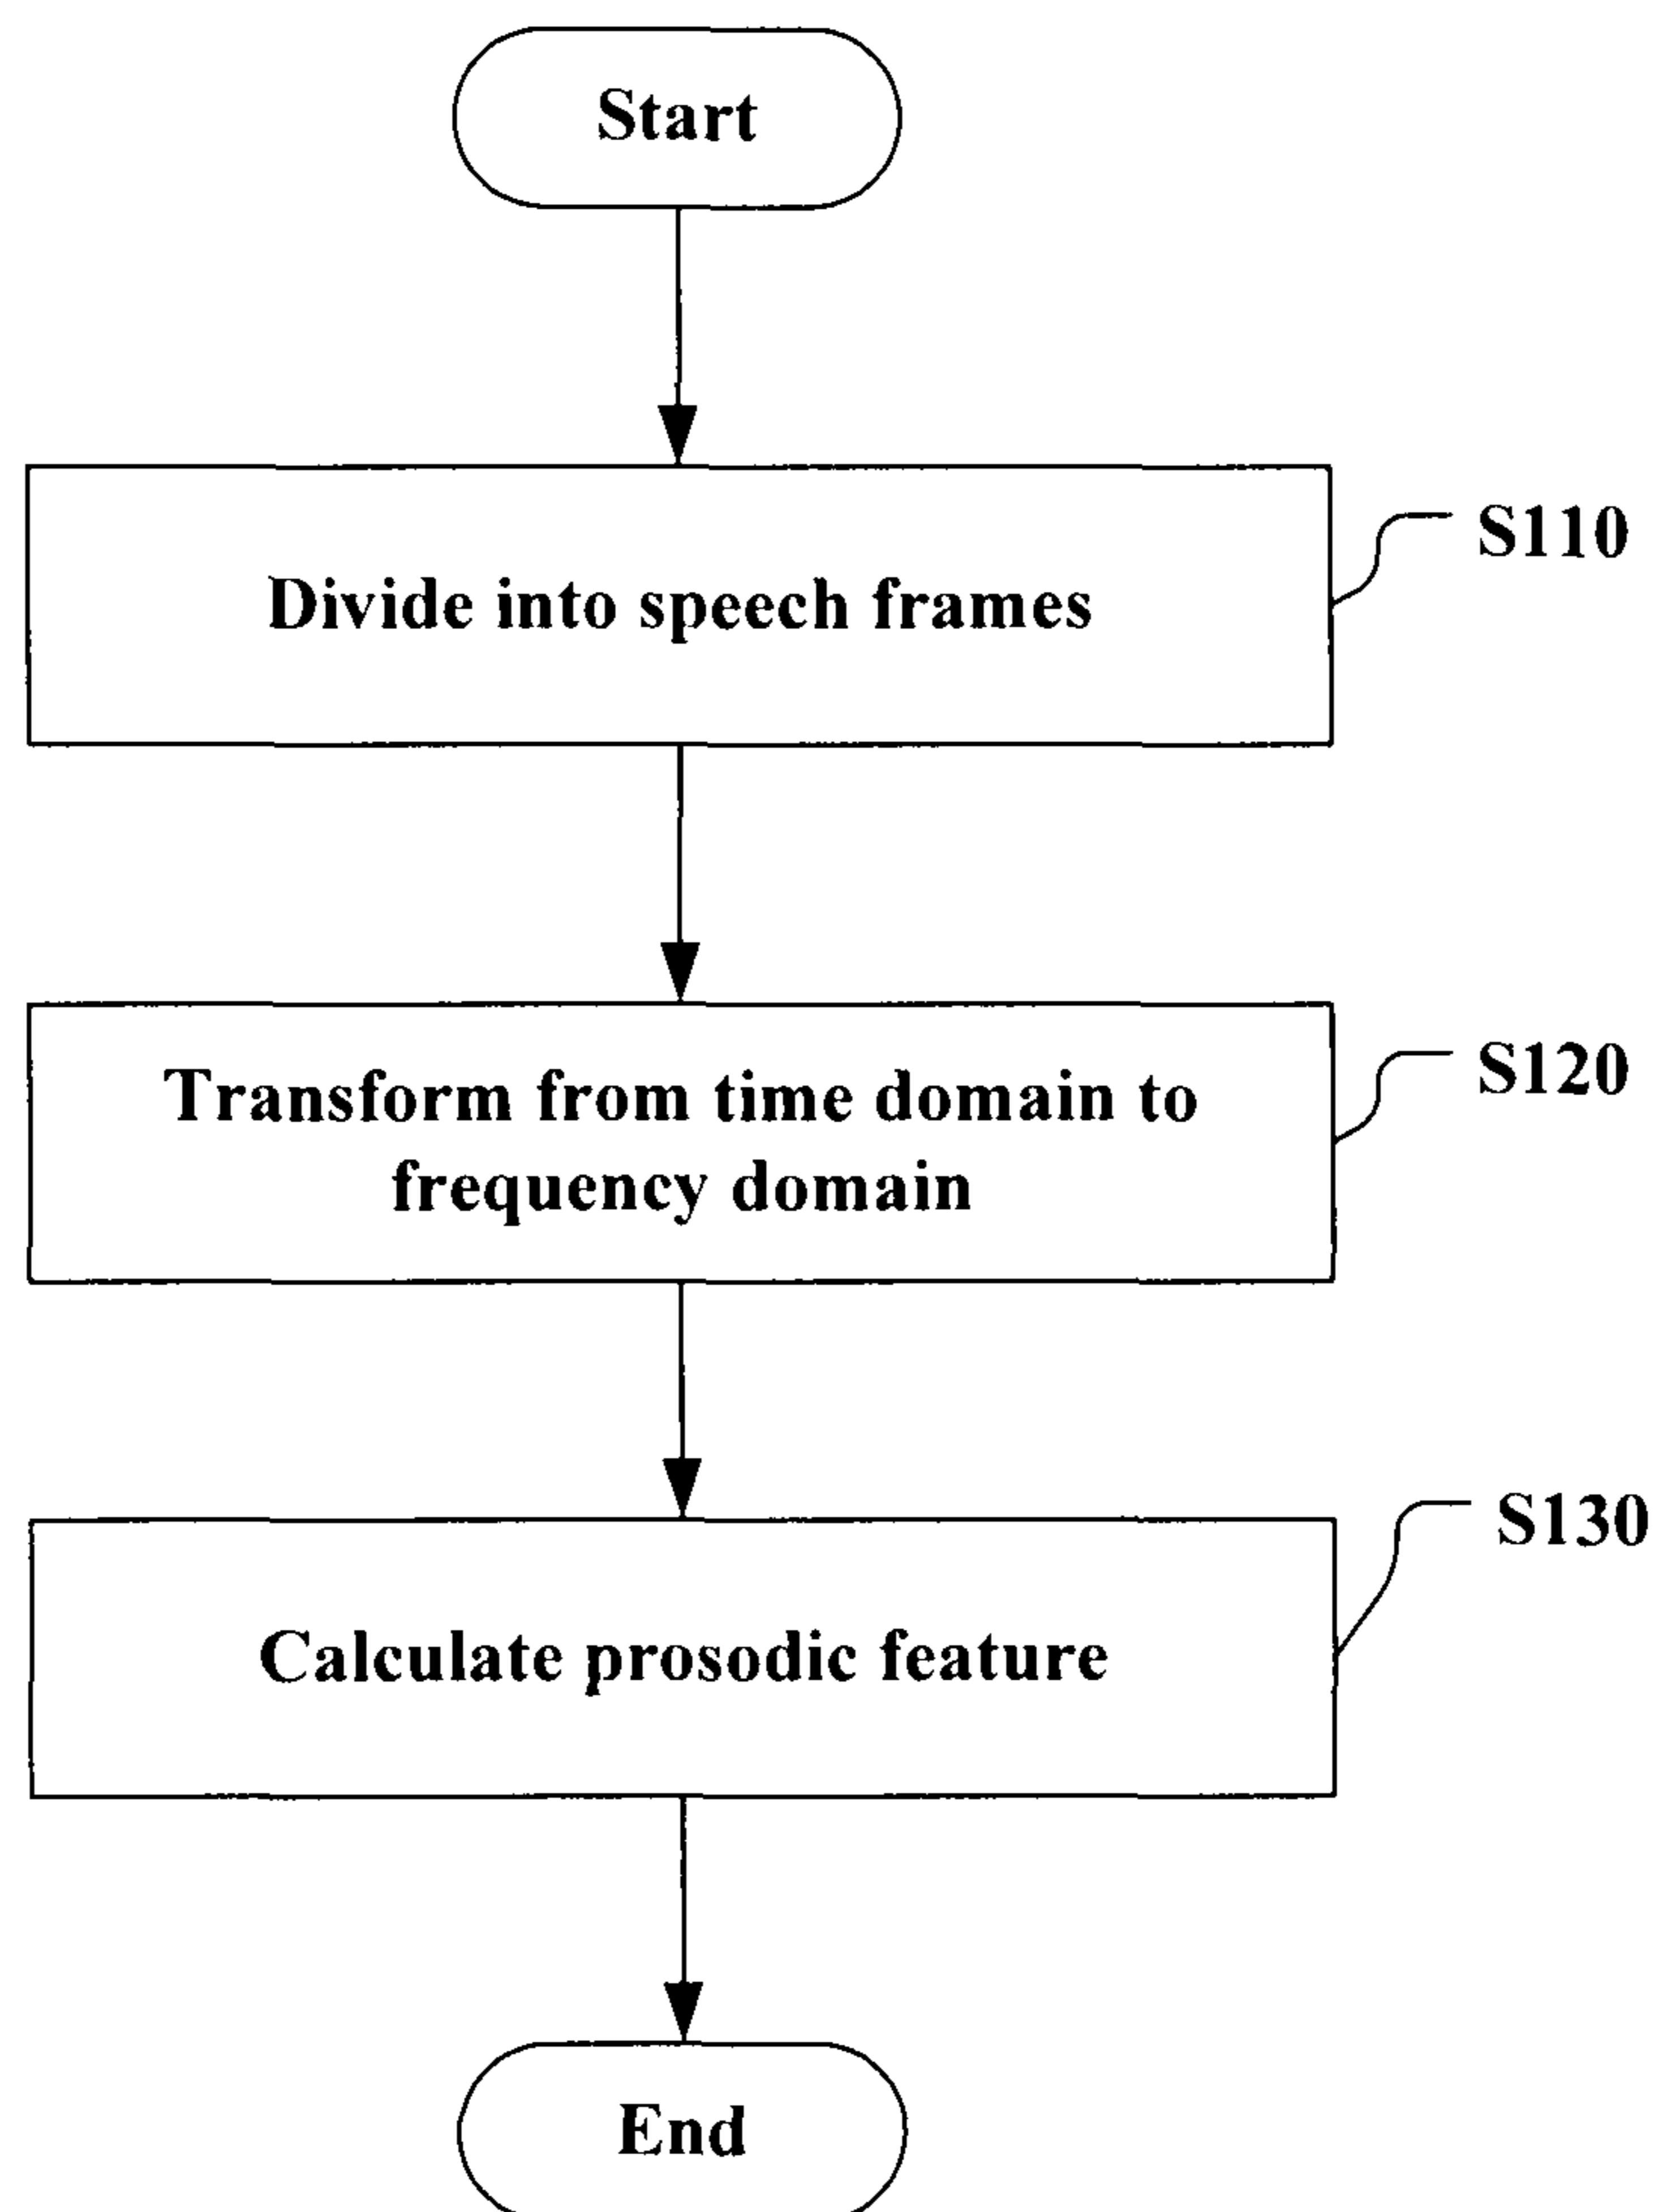 Start
Divide into speech frames
S110
Transform from time domain to
frequency domain
S120
Calculate prosodic feature
S130
End